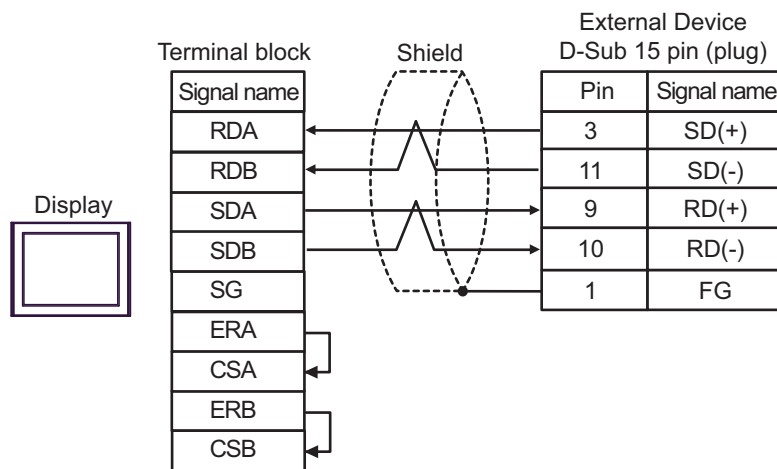 External Device
Terminal block Shield D-Sub 15 pin (plug)
Signal name Pin Signal name
RDA 3 SD(+)
RDB 11 SD(-)
Display
SDA 9 RD(+)
SDB 10 RD(-)
SG 1 FG
ERA
CSA
ERB
CSB